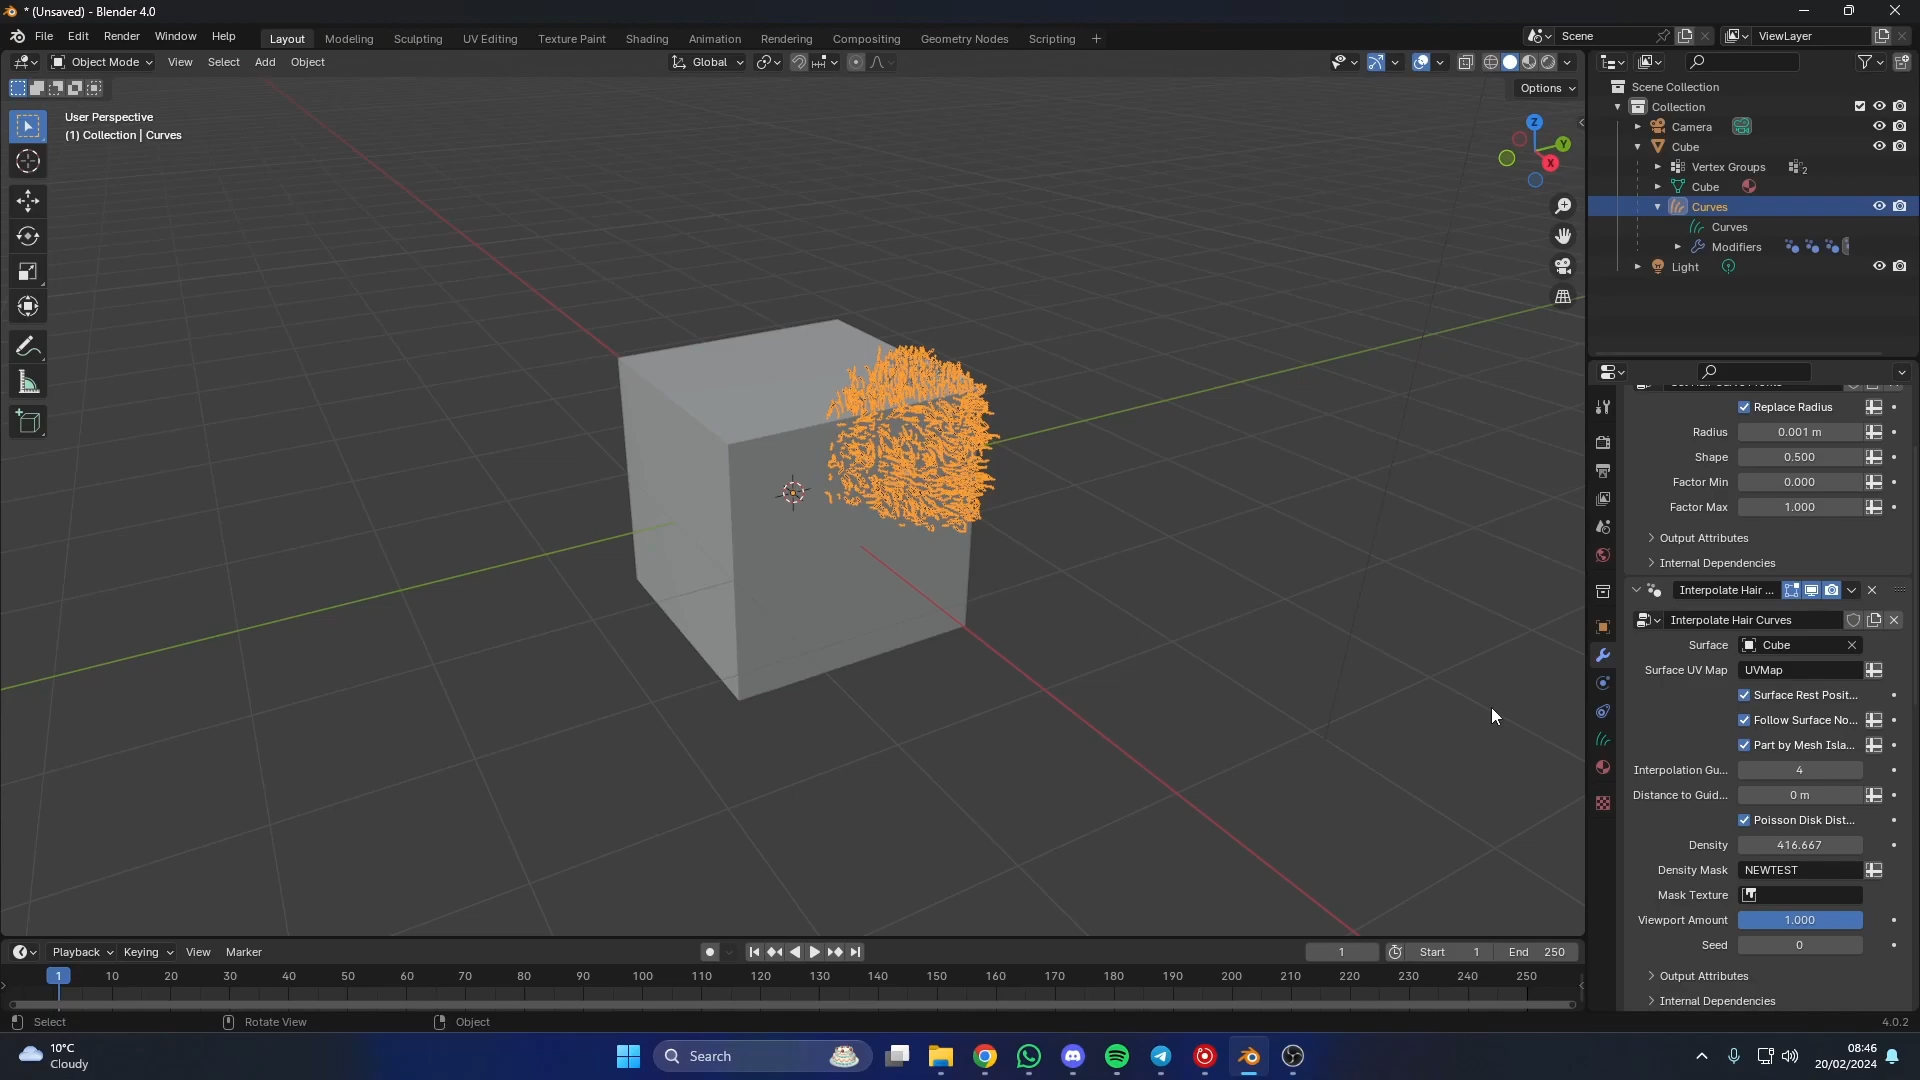 * (Unsaved) - Blender 4.0
File Edit Render Window Help
Layout Modeling Sculpting UV Editing Texture Paint Shading Animation Rendering Compositing Geometry Nodes Scripting +
Scene ViewLayer
Object Mode View Select Add Object
Global
Options
User Perspective
(1) Collection | Curves
Z
Y
X
Scene Collection
Collection
Camera
Cube
Vertex Groups 2
Cube
Curves
Curves
Modifiers
Light
Replace Radius
Radius 0.001 m
Shape 0.500
Factor Min 0.000
Factor Max 1.000
Output Attributes
Internal Dependencies
Interpolate Hair ...
Interpolate Hair Curves
Surface Cube
Surface UV Map UVMap
Surface Rest Posit...
Follow Surface No...
Part by Mesh Isla...
Interpolation Gu... 4
Distance to Guid... 0 m
Poisson Disk Dist...
Density 416.667
Density Mask NEWTEST
Mask Texture
Viewport Amount 1.000
Seed 0
Output Attributes
Internal Dependencies
Playback Keying View Marker
1 Start 1 End 250
1 10 20 30 40 50 60 70 80 90 100 110 120 130 140 150 160 170 180 190 200 210 220 230 240 250
Select Rotate View Object
4.0.2
10°C
Cloudy
Search
08:46
20/02/2024